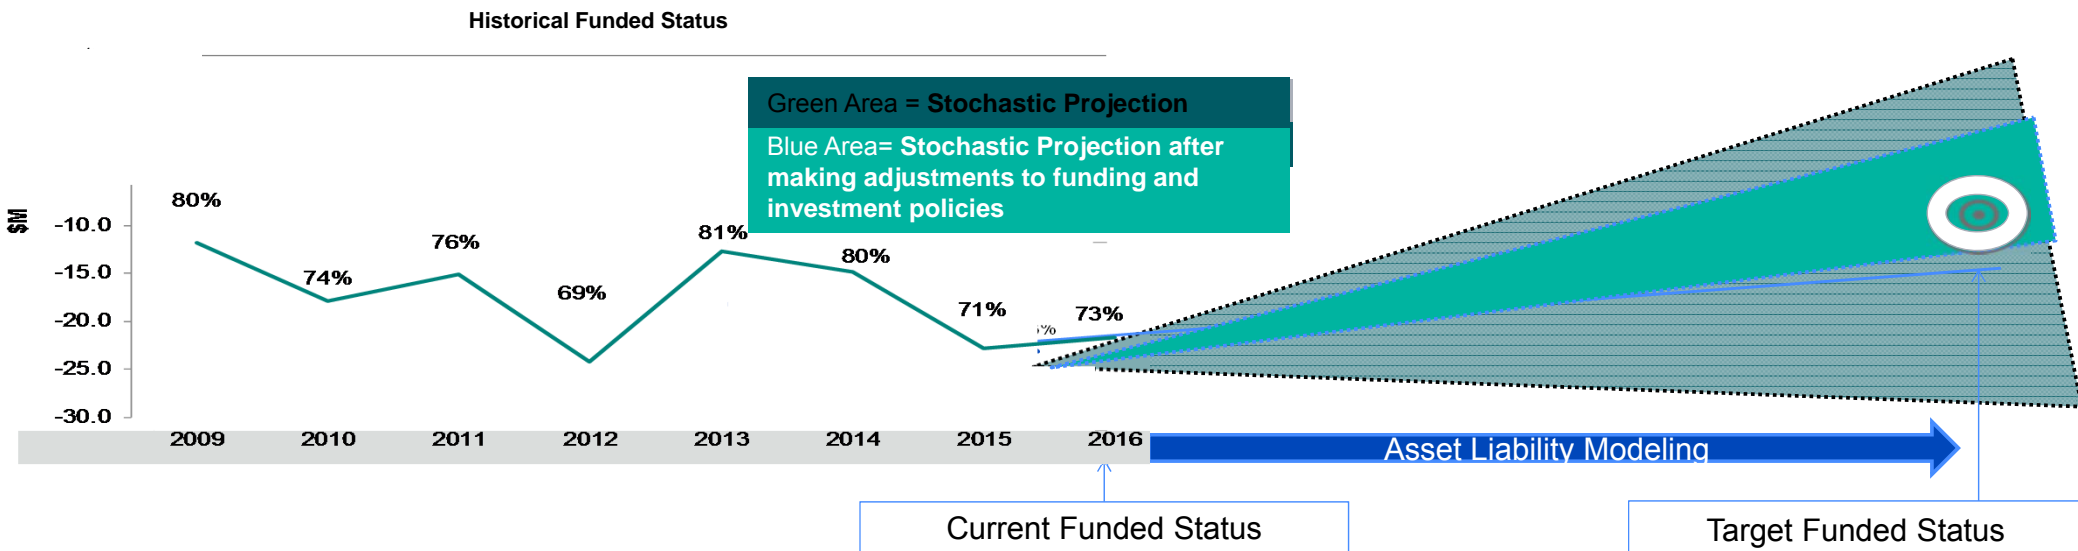 Historical Funded Status
Green Area = Stochastic Projection
Blue Area= Stochastic Projection after
making adjustments to funding and
investment policies
$M
-10.0
-15.0
-20.0
-25.0
-30.0
80%
74%
76%
69%
81%
80%
71%
%
73%
2009 2010 2011 2012 2013 2014 2015 2016
Asset Liability Modeling
Current Funded Status
Target Funded Status